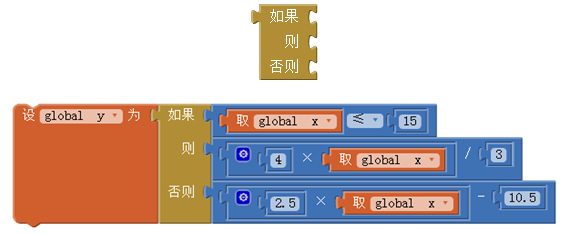 如果
则
否则
设 global y 为 如果 取 global x ≤ 15
则 4 × 取 global x / 3
否则 2.5 × 取 global x - 10.5